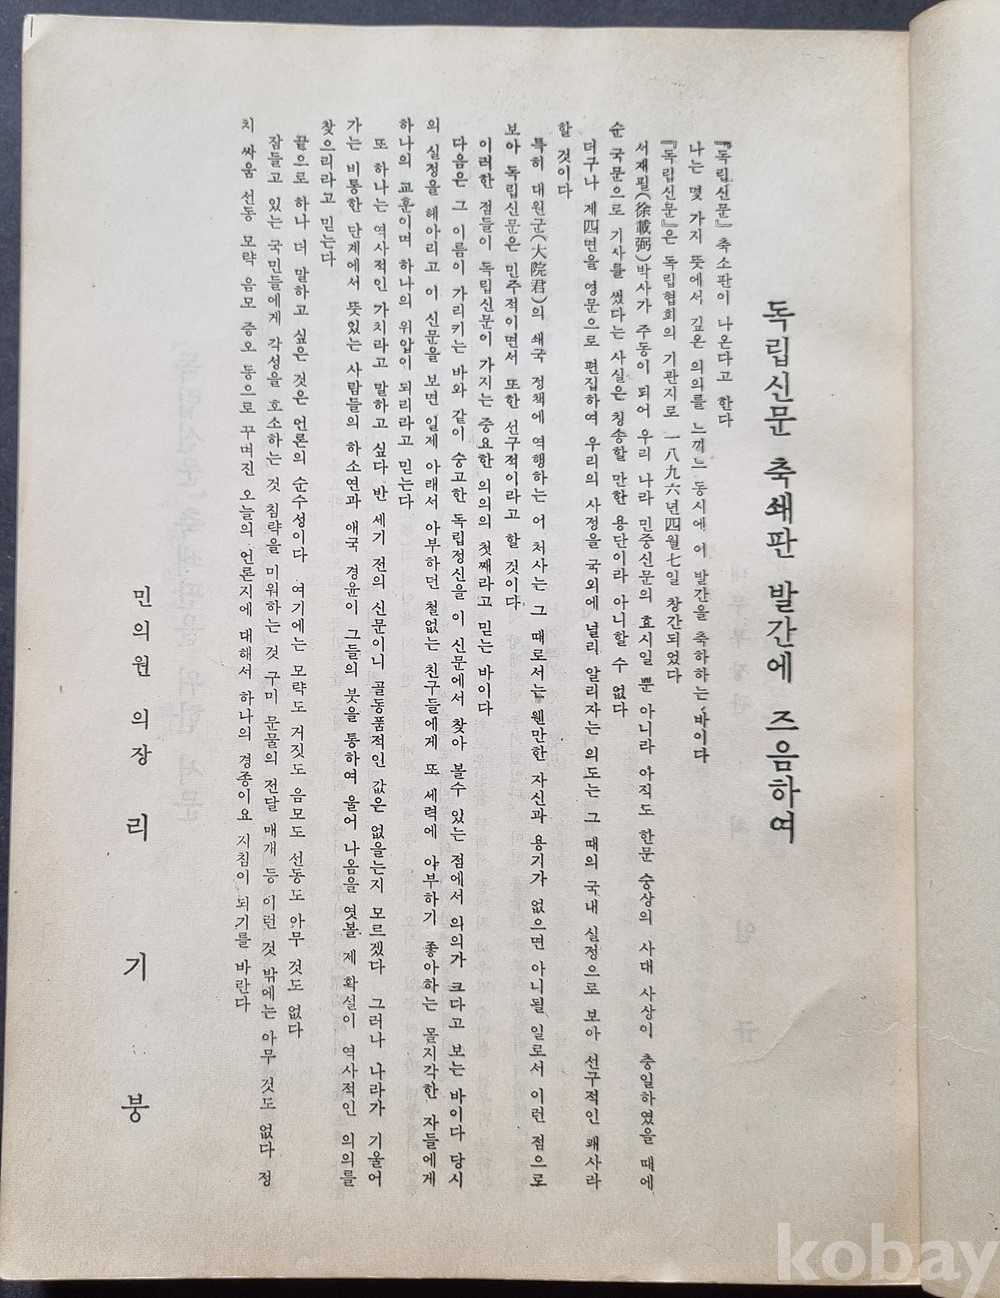 독립신문 축쇄판 발간에 즈음하여
『독립신문』 축소판이 나온다고 한다
나는 몇 가지 뜻에서 깊은 의의를 느끼느 동시에 이 발간을 축하하는 바이다
『독립신문』은 독립협회의 기관지로 一八九六년四월七일 창간되었다
서재필(徐載弼)박사가 주동이 되어 우리 나라 민중신문의 효시일 뿐 아니라 아직도 한문 숭상의 사대 사상이 충일하였을 때에
순 국문으로 기사를 썼다는 사실은 칭송할 만한 용단이라 아니할 수 없다
더구나 제四면을 영문으로 편집하여 우리의 사정을 국외에 널리 알리자는 의도는 그 때의 국내 실정으로 보아 선구적인 쾌사라
할 것이다
특히 대원군(大院君)의 쇄국 정책에 역행하는 이 처사는 그 때로서는 웬만한 자신과 용기가 없으면 아니될 일로서 이런 점으로
보아 독립신문은 민주적이면서 또한 선구적이라고 할 것이다
이러한 점들이 독립신문이 가지는 중요한 의의의 첫째라고 믿는 바이다
다음은 그 이름이 가리키는 바와 같이 숭고한 독립정신을 이 신문에서 찾아 볼수 있는 점에서 의의가 크다고 보는 바이다 당시
의 실정을 헤아리고 이 신문을 보면 일제 아래서 아부하던 철없는 친구들에게 또 세력에 아부하기 좋아하는 몰지각한 자들에게
하나의 교훈이며 하나의 위압이 되리라고 믿는다
또 하나는 역사적인 가치라고 말하고 싶다 반 세기 전의 신문이니 골동품적인 값은 없을는지 모르겠다 그러나 나라가 기울어
가는 비통한 단계에서 뜻있는 사람들의 하소연과 애국 경륜이 그들의 붓을 통하여 울어 나옴을 엿볼 제 확실이 역사적인 의의를
찾으리라고 믿는다
끝으로 하나 더 말하고 싶은 것은 언론의 순수성이다 여기에는 모략도 거짓도 음모도 선동도 아무 것도 없다
잠들고 있는 국민들에게 각성을 호소하는 것 침략을 미워하는 것 구미 문물의 전달 매개 등 이런 것 밖에는 아무 것도 없다 정
치 싸움 선동 모략 음모 증오 등으로 꾸며진 오늘의 언론지에 대해서 하나의 경종이요 지침이 되기를 바란다
민의원 의장 리 기 붕
kobay